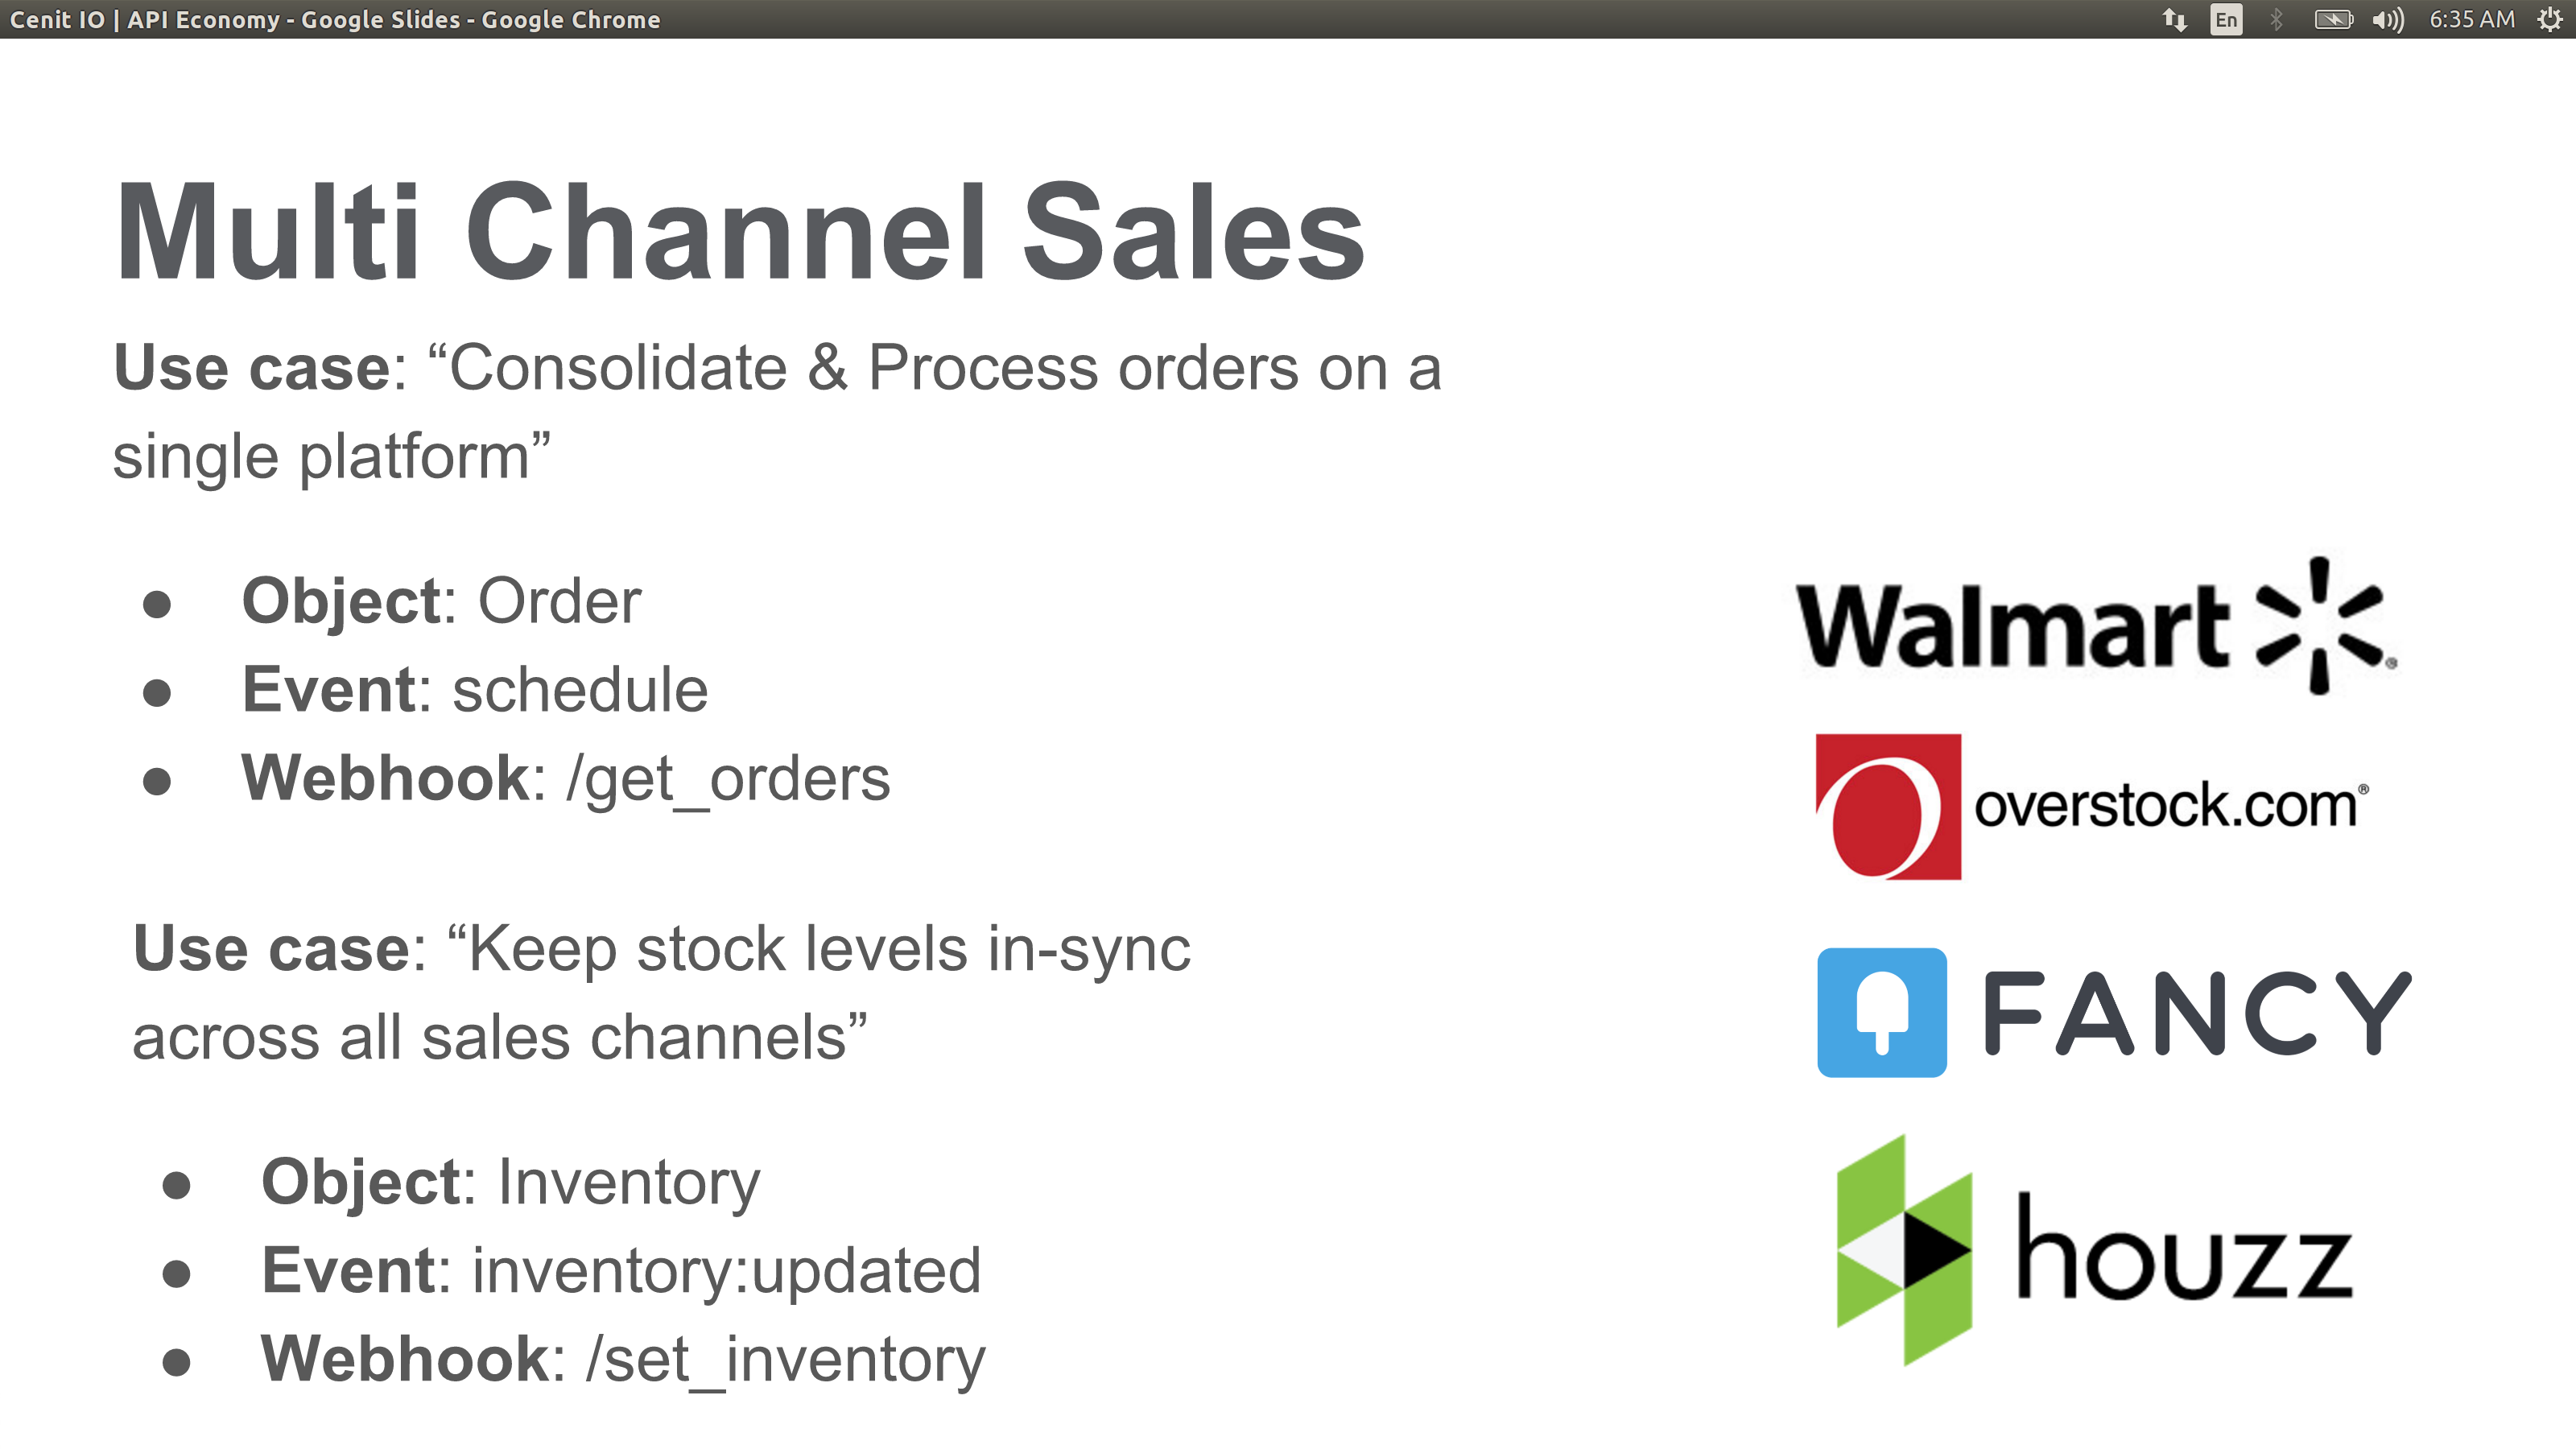 Cenit IO | API Economy - Google Slides - Google Chrome
En
6:35 AM
Multi Channel Sales
Use case: “Consolidate & Process orders on a
single platform”
● Object: Order
● Event: schedule
● Webhook: /get_orders
Use case: “Keep stock levels in-sync
across all sales channels”
● Object: Inventory
● Event: inventory:updated
● Webhook: /set_inventory
Walmart ®
overstock.com®
FANCY
houzz